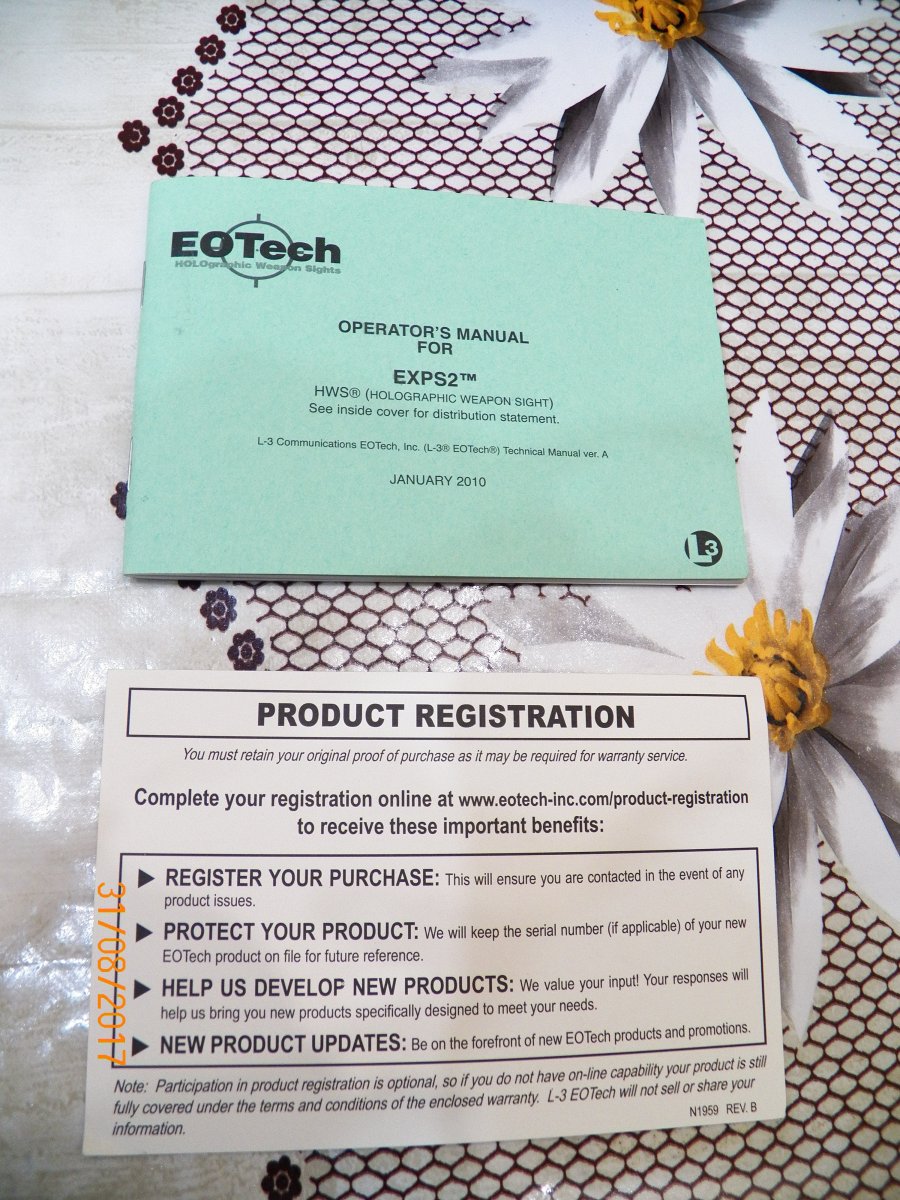 EOTech
HOLOgraphic Weapon Sights
OPERATOR'S MANUAL
FOR
EXPS2™
HWS® (HOLOGRAPHIC WEAPON SIGHT)
See inside cover for distribution statement.
L-3 Communications EOTech, Inc. (L-3® EOTech®) Technical Manual ver. A
JANUARY 2010
L3
PRODUCT REGISTRATION
You must retain your original proof of purchase as it may be required for warranty service.
Complete your registration online at www.eotech-inc.com/product-registration
to receive these important benefits:
▶ REGISTER YOUR PURCHASE: This will ensure you are contacted in the event of any
product issues.
▶ PROTECT YOUR PRODUCT: We will keep the serial number (if applicable) of your new
EOTech product on file for future reference.
▶ HELP US DEVELOP NEW PRODUCTS: We value your input! Your responses will
help us bring you new products specifically designed to meet your needs.
▶ NEW PRODUCT UPDATES: Be on the forefront of new EOTech products and promotions.
Note: Participation in product registration is optional, so if you do not have on-line capability your product is still
fully covered under the terms and conditions of the enclosed warranty. L-3 EOTech will not sell or share your
information.
N1959 REV. B
31/08/2017